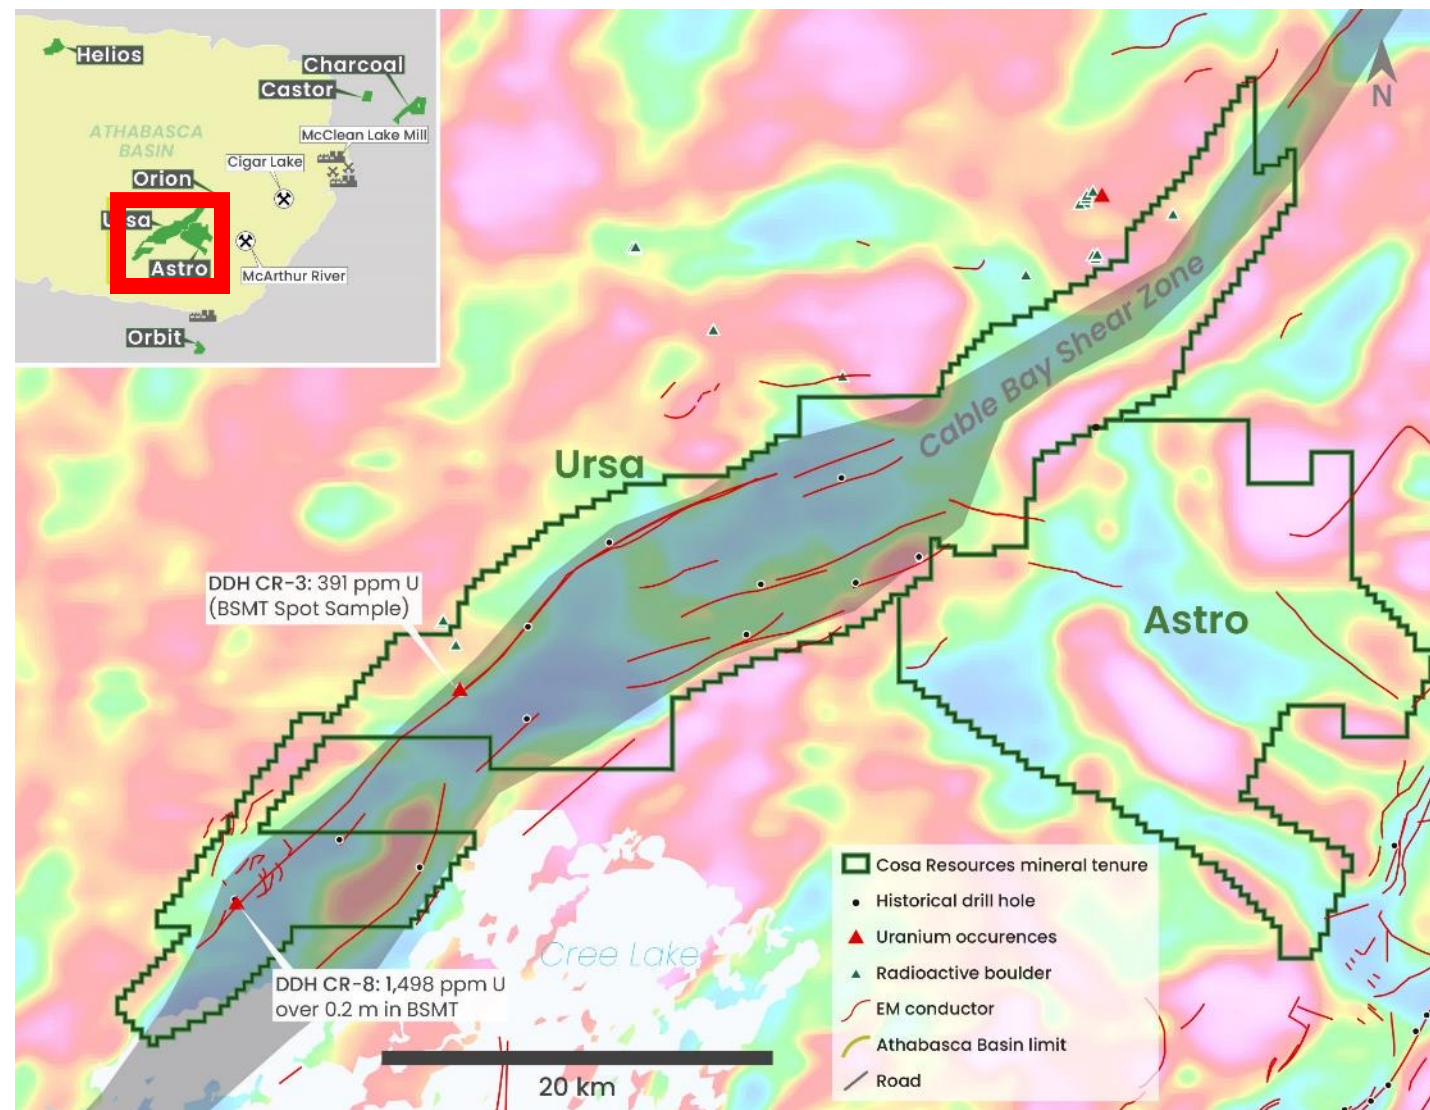 Helios
Charcoal
Castor
ATHABASCA
BASIN
McClean Lake Mill
Cigar Lake
Orion
Ursa
Astro
McArthur River
Orbit
N
Cable Bay Shear Zone
Ursa
DDH CR-3: 391 ppm U
(BSMT Spot Sample)
Astro
Cree Lake
DDH CR-8: 1,498 ppm U
over 0.2 m in BSMT
20 km
Cosa Resources mineral tenure
Historical drill hole
Uranium occurences
Radioactive boulder
EM conductor
Athabasca Basin limit
Road